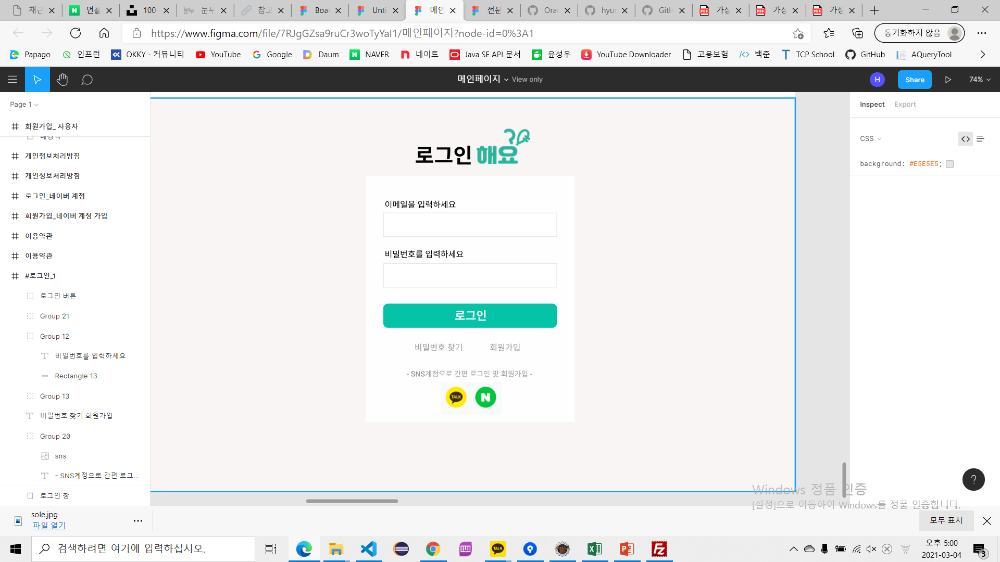 채근
언플
100
눈누 눈누
참고
Boar
Unti
메인
전문
Orac
hyur
GitH
가상
가상
가상
https://www.figma.com/file/7RJgGZsa9ruCr3woTyYaI1/메인페이지?node-id=0%3A1
동기화하지 않음
Papago
인프런
OKKY - 커뮤니티
YouTube
Google
Daum
NAVER
네이트
Java SE API 문서
윤성우
YouTube Downloader
고용보험
백준
TCP School
GitHub
AQueryTool
메인페이지 View only
H
Share
74%
Page 1
회원가입_ 사용자
배경색
개인정보처리방침
개인정보처리방침
로그인_네이버 계정
회원가입_네이버 계정 가입
이용약관
이용약관
#로그인_1
로그인 버튼
Group 21
Group 12
비밀번호를 입력하세요
Rectangle 13
Group 13
비밀번호 찾기 회원가입
Group 20
sns
- SNS계정으로 간편 로그...
로그인 창
로그인 해요
이메일을 입력하세요
비밀번호를 입력하세요
로그인
비밀번호 찾기 회원가입
- SNS계정으로 간편 로그인 및 회원가입 -
TALK N
Inspect Export
CSS
background: #E5E5E5;
?
Windows 정품 인증
[설정]으로 이동하여 Windows를 정품 인증합니다.
sole.jpg
파일 열기
모두 표시
검색하려면 여기에 입력하십시오.
TALK
오후 5:00
2021-03-04
3